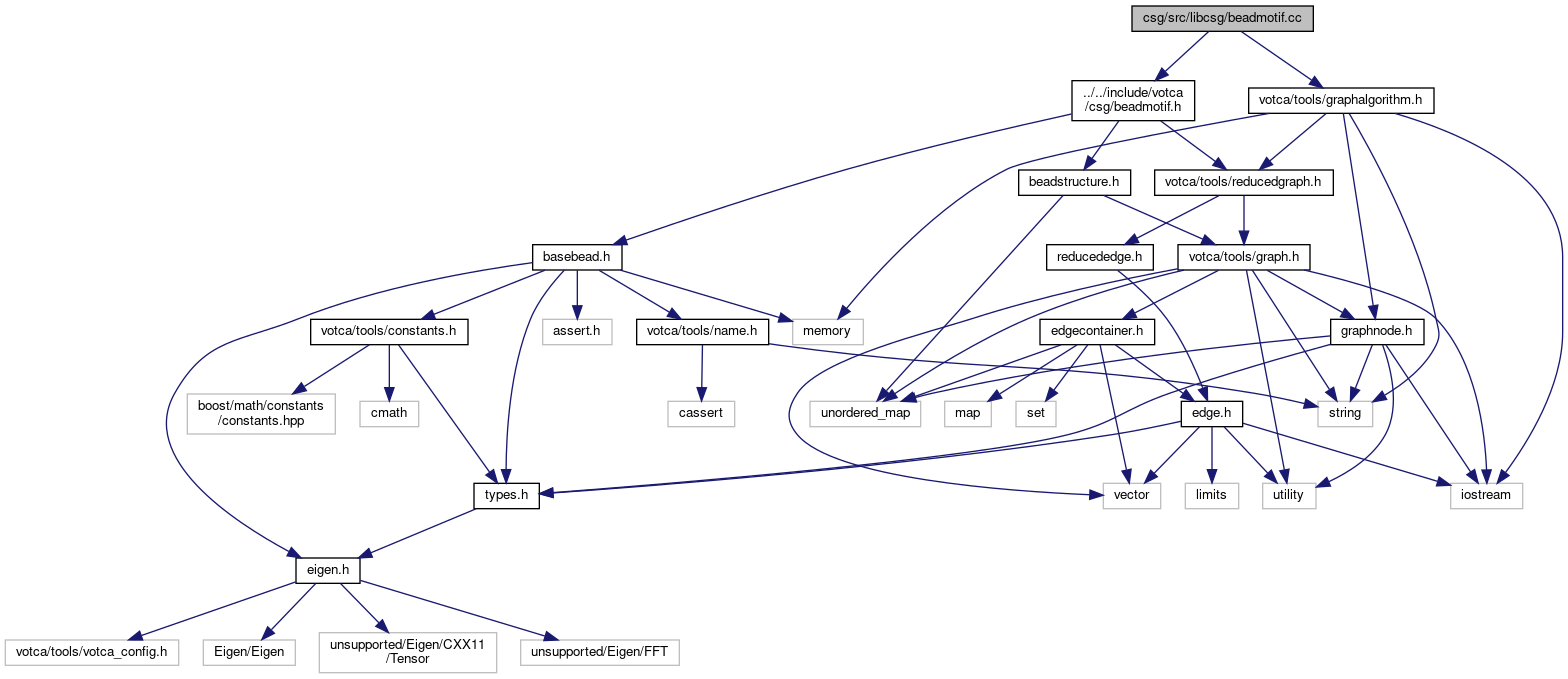 csg/src/libcsg/beadmotif.cc
../../include/votca
/csg/beadmotif.h
votca/tools/graphalgorithm.h
beadstructure.h
votca/tools/reducedgraph.h
basebead.h
reducededge.h
votca/tools/graph.h
votca/tools/constants.h
assert.h
votca/tools/name.h
memory
edgecontainer.h
graphnode.h
boost/math/constants
/constants.hpp
cmath
cassert
unordered_map
map
set
edge.h
string
types.h
vector
limits
utility
iostream
eigen.h
votca/tools/votca_config.h
Eigen/Eigen
unsupported/Eigen/CXX11
/Tensor
unsupported/Eigen/FFT